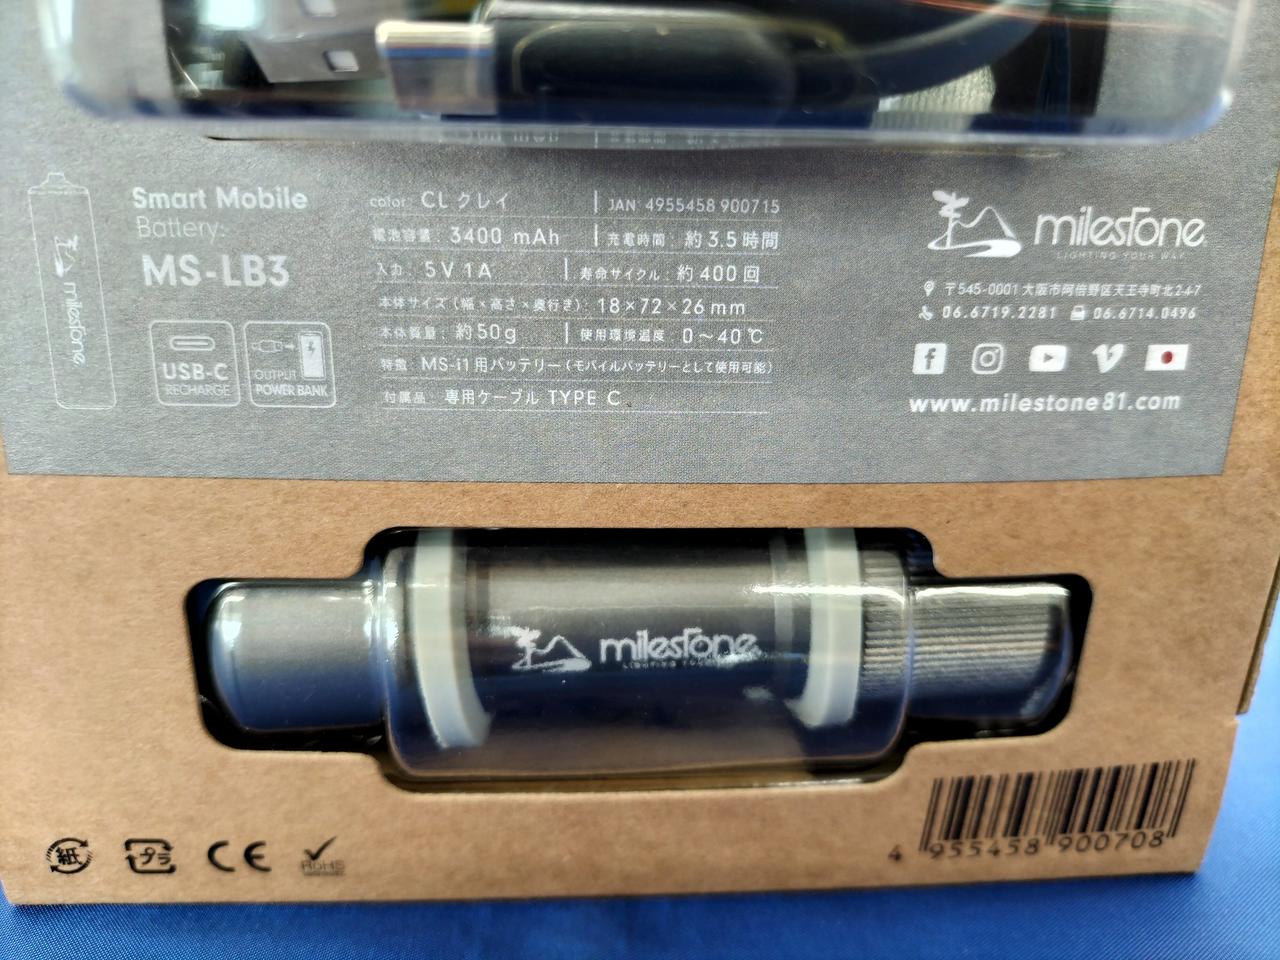 Smart Mobile
Battery:
MS-LB3
USB-C
RECHARGE
OUTPUT
POWER BANK
milestone
color: CL クレイ | JAN: 4955458 900715
電池容量: 3400 mAh | 充電時間: 約3.5時間
入力: 5V 1A | 寿命サイクル: 約400回
本体サイズ(幅×高さ×奥行き): 18×72×26mm
本体質量: 約50g | 使用環境温度: 0～40℃
特徴: MS-i1用バッテリー(モバイルバッテリーとして使用可能)
付属品: 専用ケーブル TYPE C
milestone
LIGHTING YOUR WAY
〒545-0001 大阪市阿倍野区天王寺町北2-4-7
06.6719.2281 06.6714.0496
www.milestone81.com
milestone
LIGHTING
紙
プラ
CE
RoHS
4 955458 900708